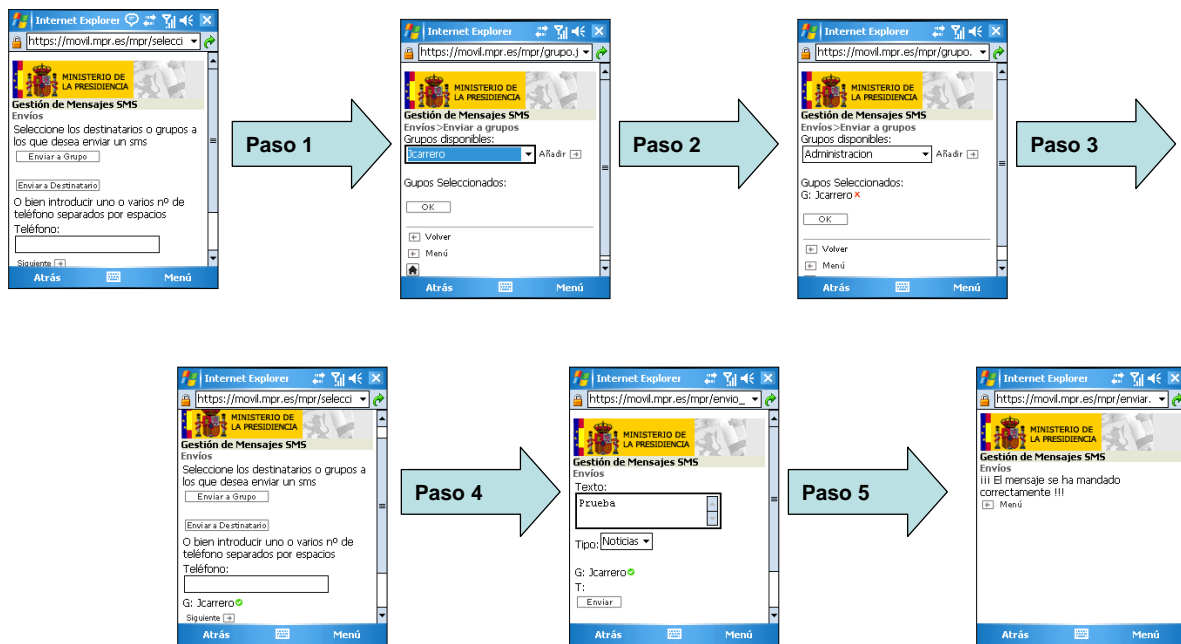 Internet Explorer
https://movil.mpr.es/mpr/selecci
MINISTERIO DE
LA PRESIDENCIA
Gestión de Mensajes SMS
Envíos
Seleccione los destinatarios o grupos a
los que desea enviar un sms
Enviar a Grupo
Enviar a Destinatario
O bien introducir uno o varios nº de
teléfono separados por espacios
Teléfono:
Siguiente
Atrás Menú
Paso 1
Internet Explorer
https://movil.mpr.es/mpr/grupo.j
MINISTERIO DE
LA PRESIDENCIA
Gestión de Mensajes SMS
Envíos>Enviar a grupos
Grupos disponibles:
Jcarrero Añadir
Gupos Seleccionados:
OK
Volver
Menú
Atrás Menú
Paso 2
Internet Explorer
https://movil.mpr.es/mpr/grupo.
MINISTERIO DE
LA PRESIDENCIA
Gestión de Mensajes SMS
Envíos>Enviar a grupos
Grupos disponibles:
Administracion Añadir
Gupos Seleccionados:
G: Jcarrero x
OK
Volver
Menú
Atrás Menú
Paso 3
Internet Explorer
https://movil.mpr.es/mpr/selecci
MINISTERIO DE
LA PRESIDENCIA
Gestión de Mensajes SMS
Envíos
Seleccione los destinatarios o grupos a
los que desea enviar un sms
Enviar a Grupo
Enviar a Destinatario
O bien introducir uno o varios nº de
teléfono separados por espacios
Teléfono:
G: Jcarrero
Siguiente
Atrás Menú
Paso 4
Internet Explorer
https://movil.mpr.es/mpr/envio_
MINISTERIO DE
LA PRESIDENCIA
Gestión de Mensajes SMS
Envíos
Texto:
Prueba
Tipo: Noticias
G: Jcarrero
T:
Enviar
Atrás Menú
Paso 5
Internet Explorer
https://movil.mpr.es/mpr/enviar.
MINISTERIO DE
LA PRESIDENCIA
Gestión de Mensajes SMS
Envíos
¡¡¡ El mensaje se ha mandado
correctamente !!!
Menú
Atrás Menú